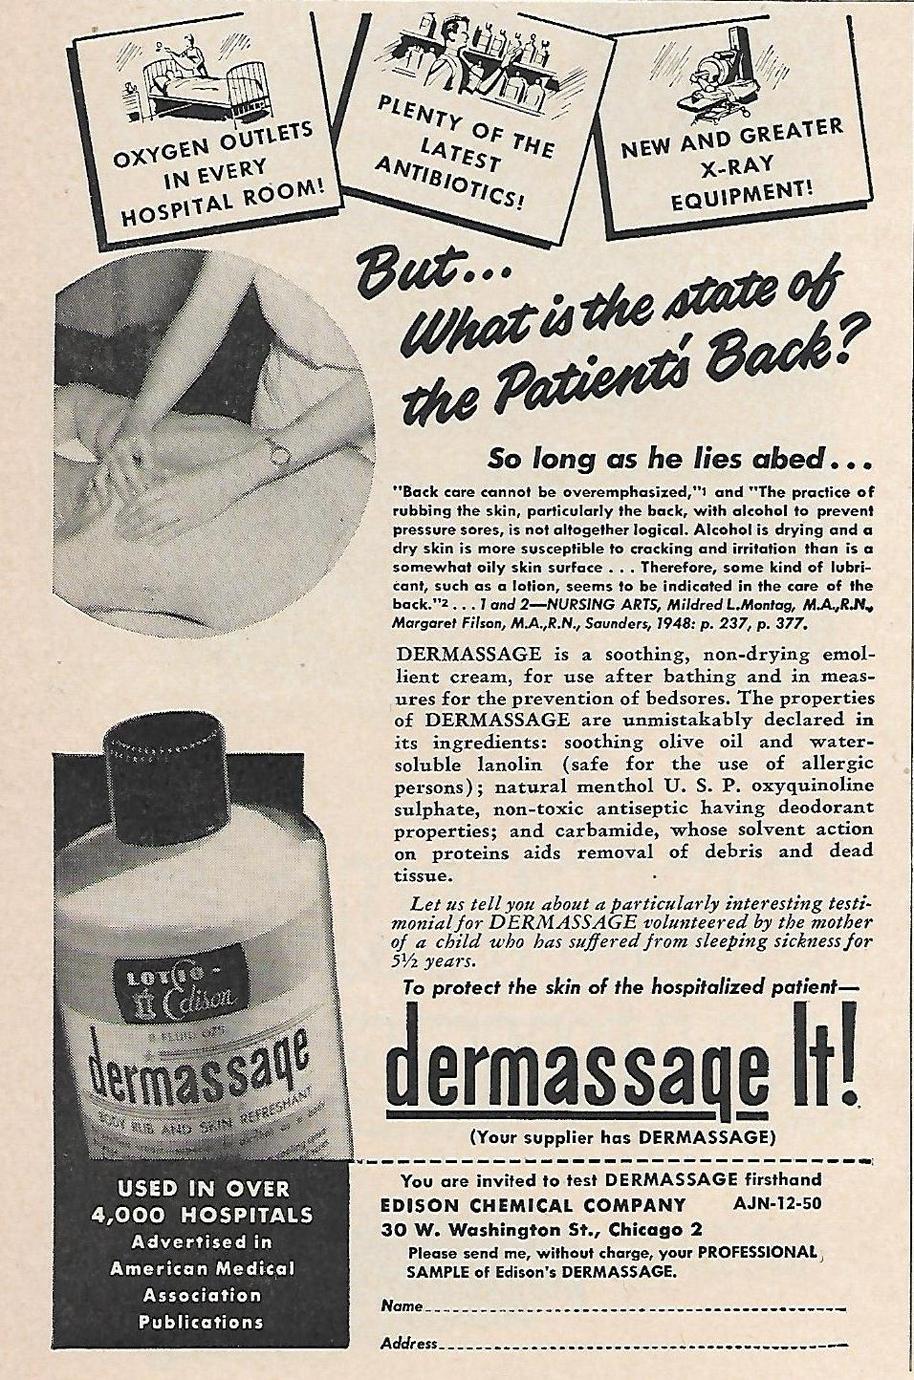 OXYGEN OUTLETS
IN EVERY
HOSPITAL ROOM!
PLENTY OF THE
LATEST
ANTIBIOTICS!
NEW AND GREATER
X-RAY
EQUIPMENT!
But...
What is the state of
the Patient's Back?
So long as he lies abed...
"Back care cannot be overemphasized,"1 and "The practice of
rubbing the skin, particularly the back, with alcohol to prevent
pressure sores, is not altogether logical. Alcohol is drying and a
dry skin is more susceptible to cracking and irritation than is a
somewhat oily skin surface . . . Therefore, some kind of lubri-
cant, such as a lotion, seems to be indicated in the care of the
back."2 . . . 1 and 2—NURSING ARTS, Mildred L.Montag, M.A.,R.N.,
Margaret Filson, M.A.,R.N., Saunders, 1948: p. 237, p. 377.
DERMASSAGE is a soothing, non-drying emol-
lient cream, for use after bathing and in meas-
ures for the prevention of bedsores. The properties
of DERMASSAGE are unmistakably declared in
its ingredients: soothing olive oil and water-
soluble lanolin (safe for the use of allergic
persons); natural menthol U. S. P. oxyquinoline
sulphate, non-toxic antiseptic having deodorant
properties; and carbamide, whose solvent action
on proteins aids removal of debris and dead
tissue.
Let us tell you about a particularly interesting testi-
monial for DERMASSAGE volunteered by the mother
of a child who has suffered from sleeping sickness for
5½ years.
To protect the skin of the hospitalized patient—
dermassage It!
(Your supplier has DERMASSAGE)
LOTIO-
Edison
8 FLUID OZS
dermassage
BODY RUB AND SKIN REFRESHANT
USED IN OVER
4,000 HOSPITALS
Advertised in
American Medical
Association
Publications
You are invited to test DERMASSAGE firsthand
EDISON CHEMICAL COMPANY AJN-12-50
30 W. Washington St., Chicago 2
Please send me, without charge, your PROFESSIONAL
SAMPLE of Edison's DERMASSAGE.
Name
Address